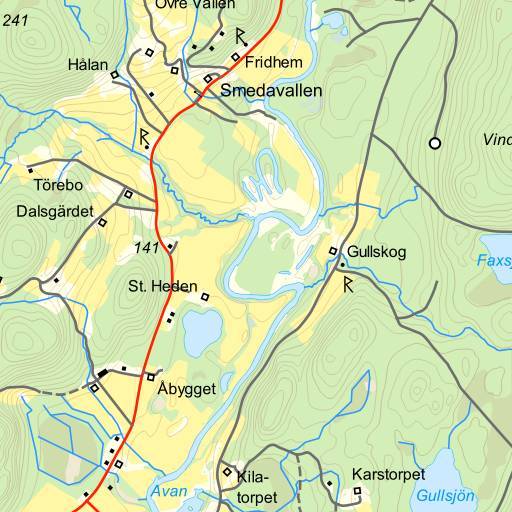 Övre Vallen
241
Hålan
Fridhem
Smedavallen
R
R
Vind
Törebo
Dalsgärdet
141
Gullskog
Faxsj
St. Heden
R
Åbygget
Kila-
torpet
Karstorpet
Avan
Gullsjön